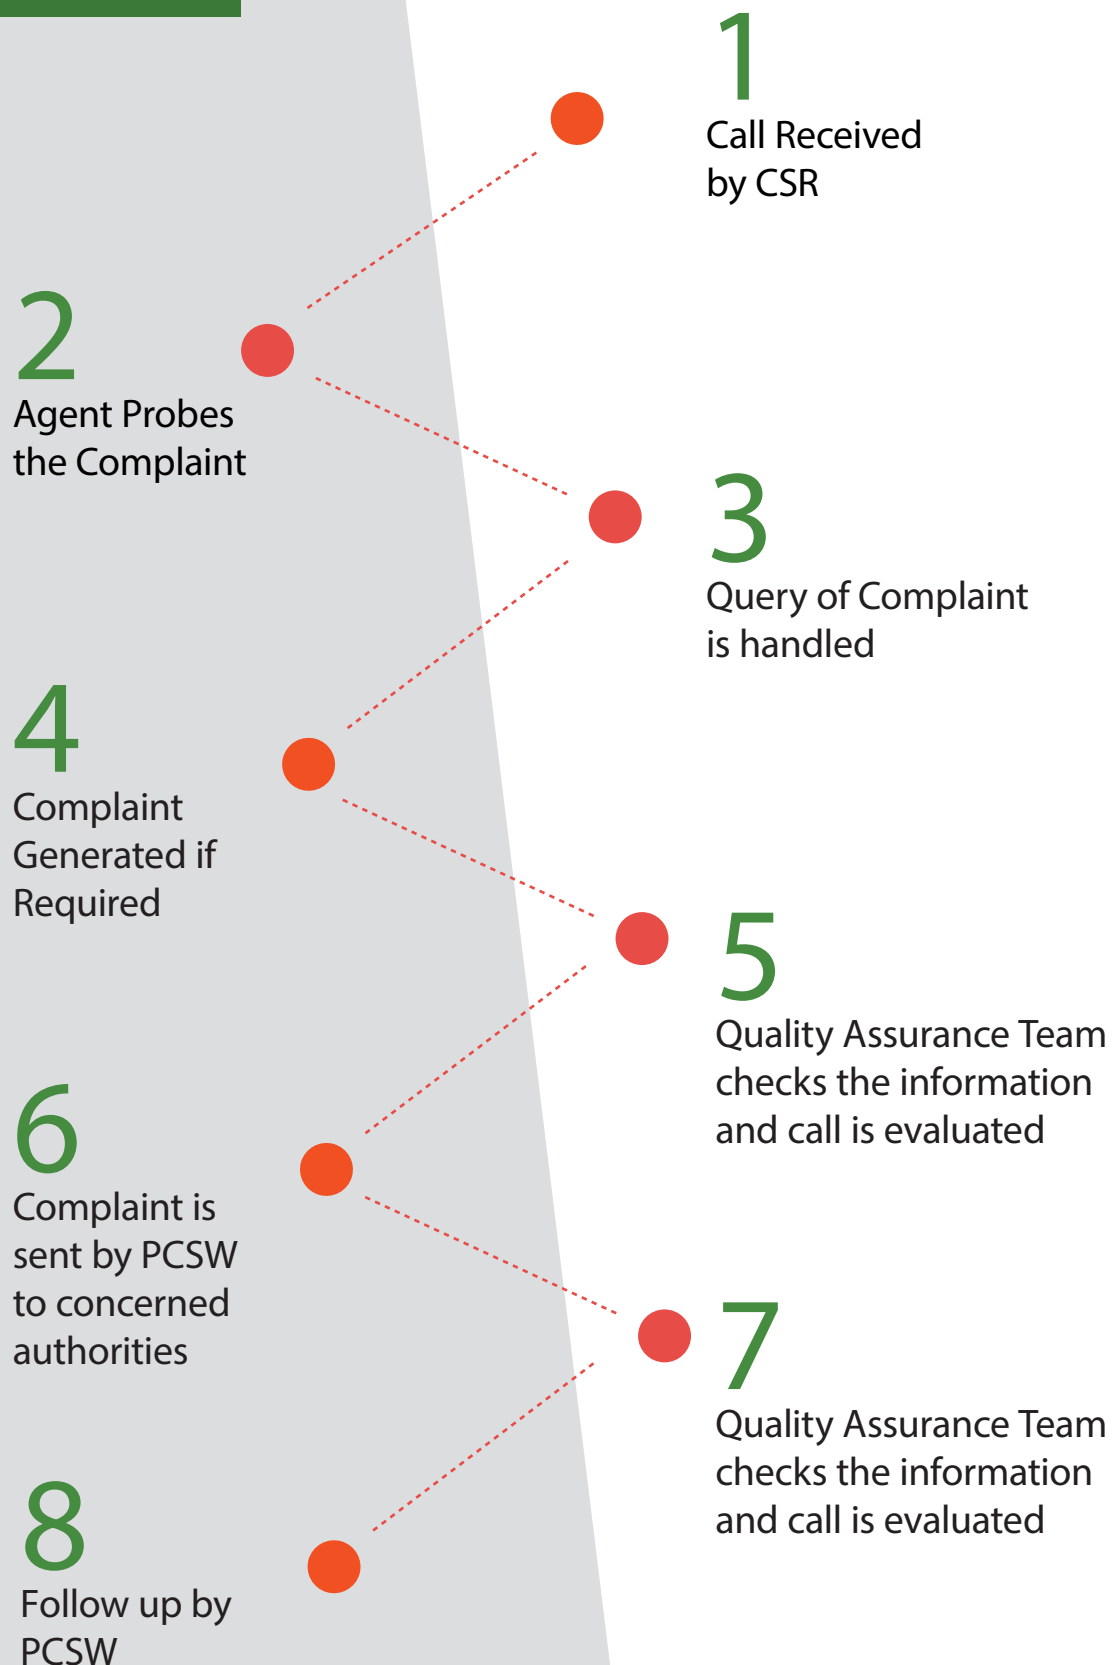 1
Call Received
by CSR
2
Agent Probes
the Complaint
3
Query of Complaint
is handled
4
Complaint
Generated if
Required
5
Quality Assurance Team
checks the information
and call is evaluated
6
Complaint is
sent by PCSW
to concerned
authorities
7
Quality Assurance Team
checks the information
and call is evaluated
8
Follow up by
PCSW